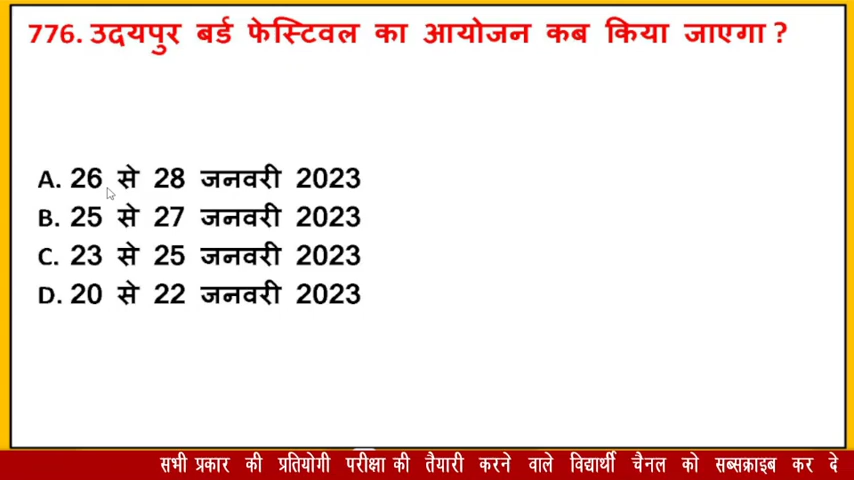 776. उदयपुर बर्ड फेस्टिवल का आयोजन कब किया जाएगा ?
A. 26 से 28 जनवरी 2023
B. 25 से 27 जनवरी 2023
C. 23 से 25 जनवरी 2023
D. 20 से 22 जनवरी 2023
सभी प्रकार की प्रतियोगी परीक्षा की तैयारी करने वाले विद्यार्थी चैनल को सब्सक्राइब कर दे